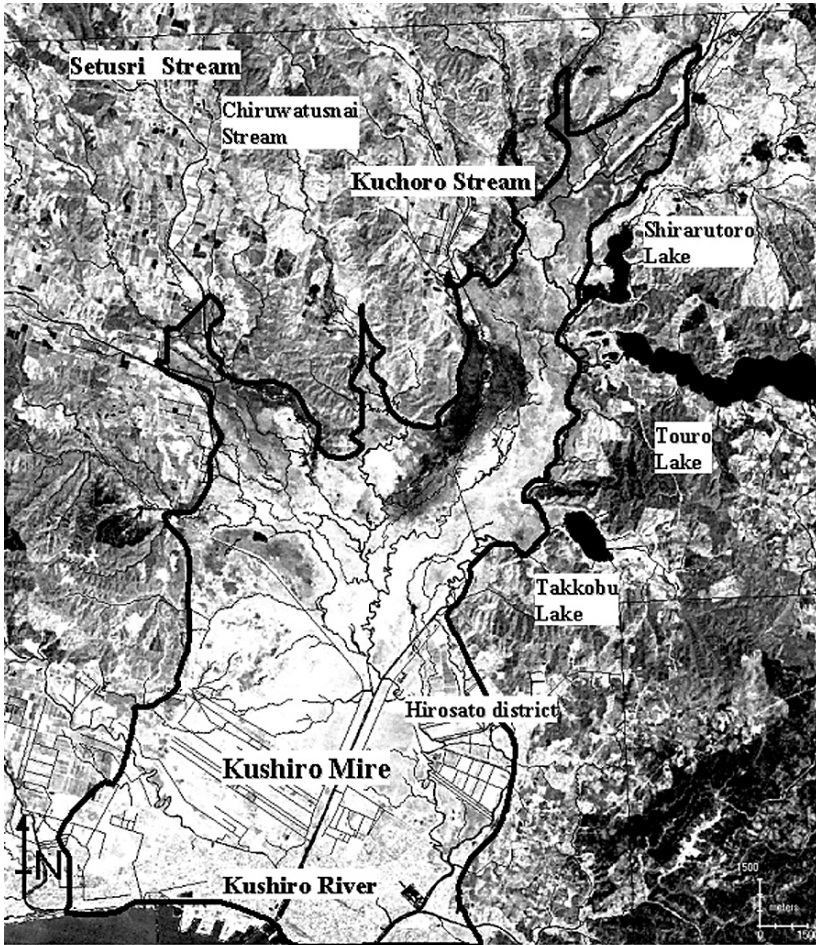 Setusri Stream
Chiruwatusnai
Stream
Kuchoro Stream
Shirarutoro
Lake
Touro
Lake
Takkobu
Lake
Hirosato district
Kushiro Mire
Kushiro River
N
1500
meters
0 1500